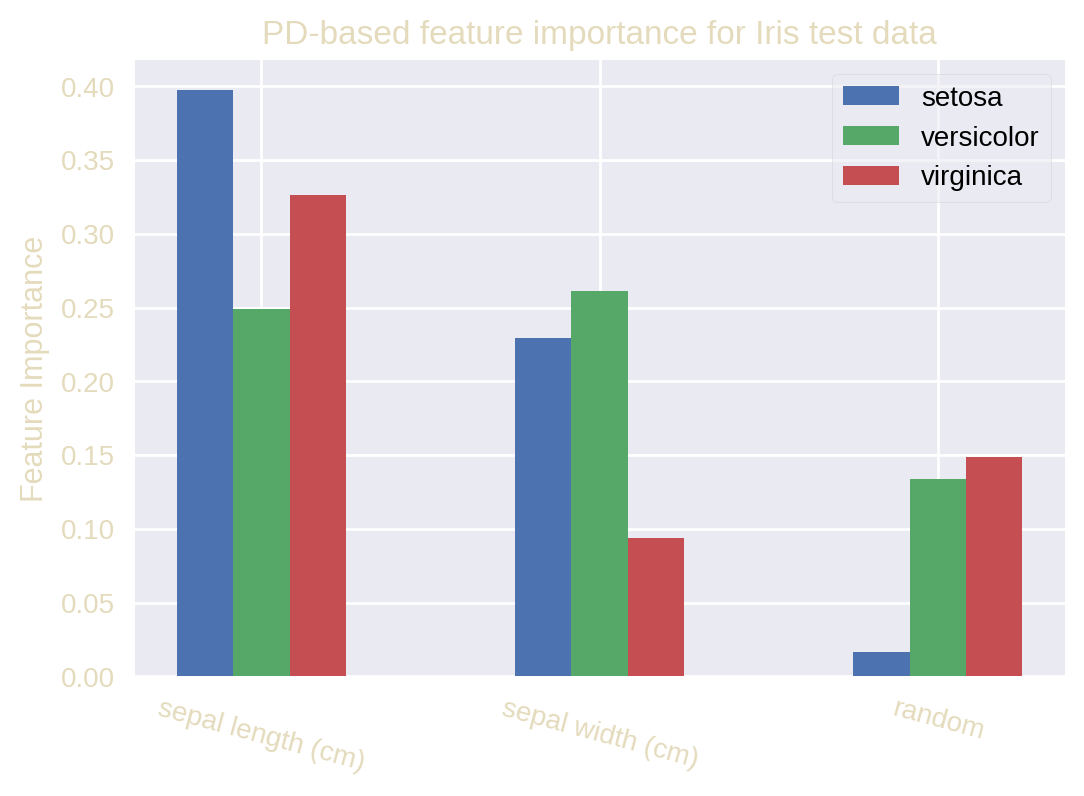 PD-based feature importance for Iris test data
setosa
versicolor
virginica
Feature Importance
0.40
0.35
0.30
0.25
0.20
0.15
0.10
0.05
0.00
sepal length (cm)
sepal width (cm)
random